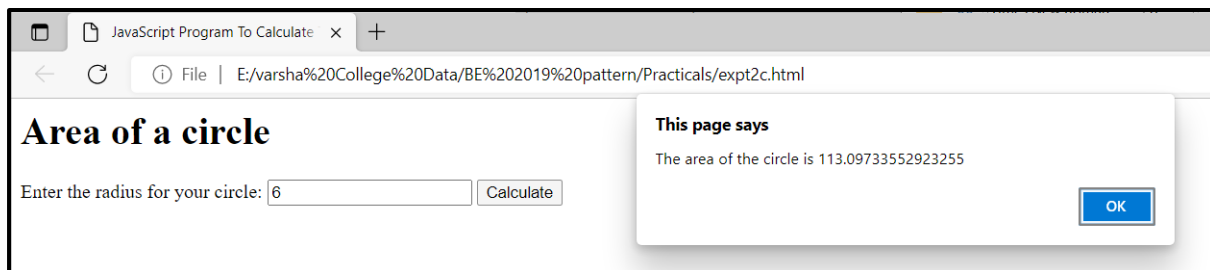 JavaScript Program To Calculate
File | E:/varsha%20College%20Data/BE%202019%20pattern/Practicals/expt2c.html
Area of a circle
Enter the radius for your circle: 6 Calculate
This page says
The area of the circle is 113.09733552923255
OK